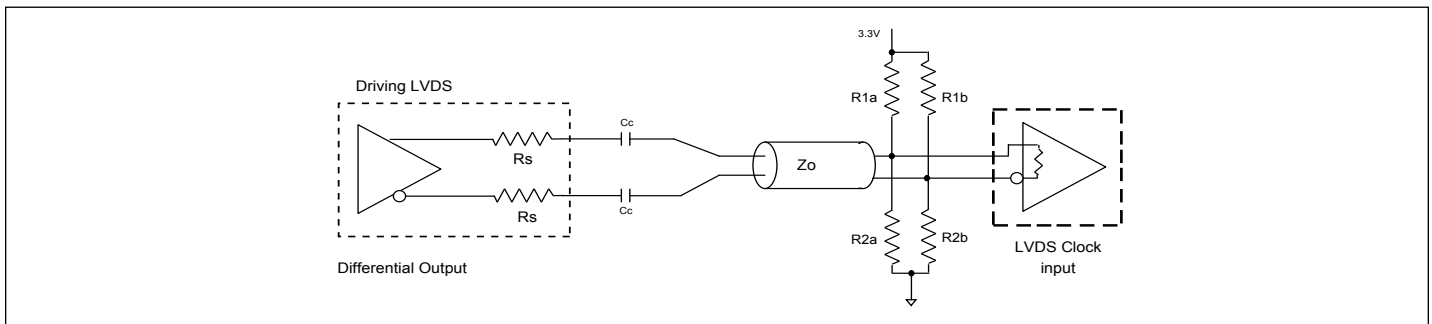 3.3V
Driving LVDS
R1a
R1b
Cc
Rs
Zo
Cc
Rs
R2a
R2b
LVDS Clock
input
Differential Output